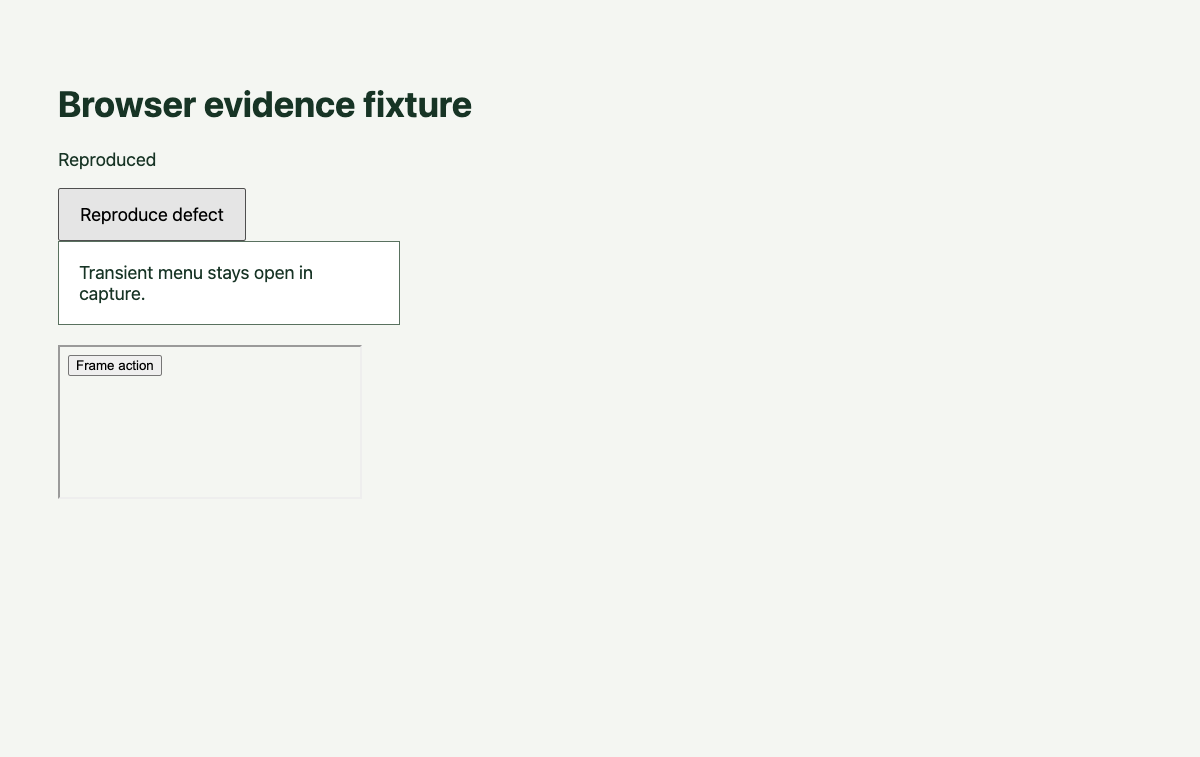 Browser evidence fixture
Reproduced
Reproduce defect
Transient menu stays open in
capture.
Frame action